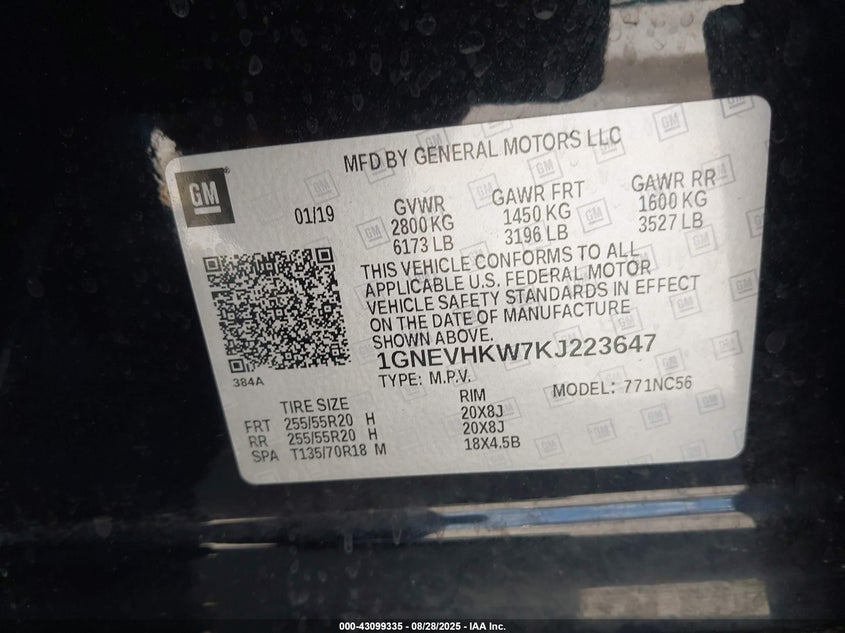 MFD BY GENERAL MOTORS LLC
GM
01/19
GVWR GAWR FRT GAWR RR
2800 KG 1450 KG 1600 KG
6173 LB 3196 LB 3527 LB
THIS VEHICLE CONFORMS TO ALL
APPLICABLE U.S. FEDERAL MOTOR
VEHICLE SAFETY STANDARDS IN EFFECT
ON THE DATE OF MANUFACTURE
SHOWN ABOVE.
1GNEVHKW7KJ223647
384A
TYPE: M.P.V. MODEL: 771NC56
TIRE SIZE RIM
FRT 255/55R20 H 20X8J
RR 255/55R20 H 20X8J
SPA T135/70R18 M 18X4.5B
000-43099335 - 08/28/2025 - IAA Inc.